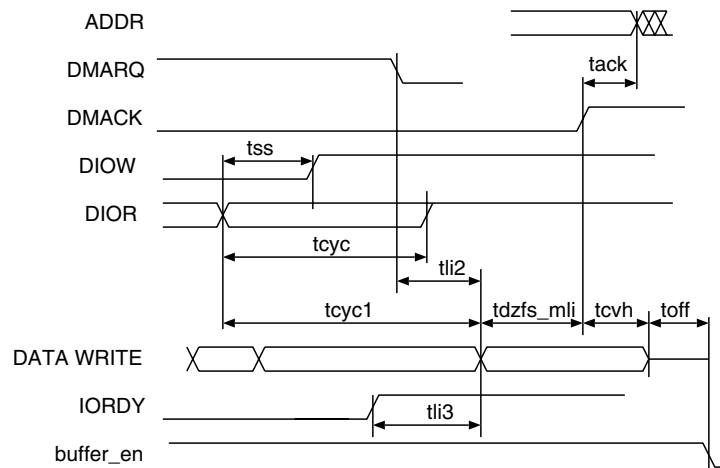 ADDR
DMARQ
tack
DMACK
tss
DIOW
DIOR
tcyc
tli2
tcyc1
tdzfs_mli
tcvh
toff
DATA WRITE
IORDY
tli3
buffer_en